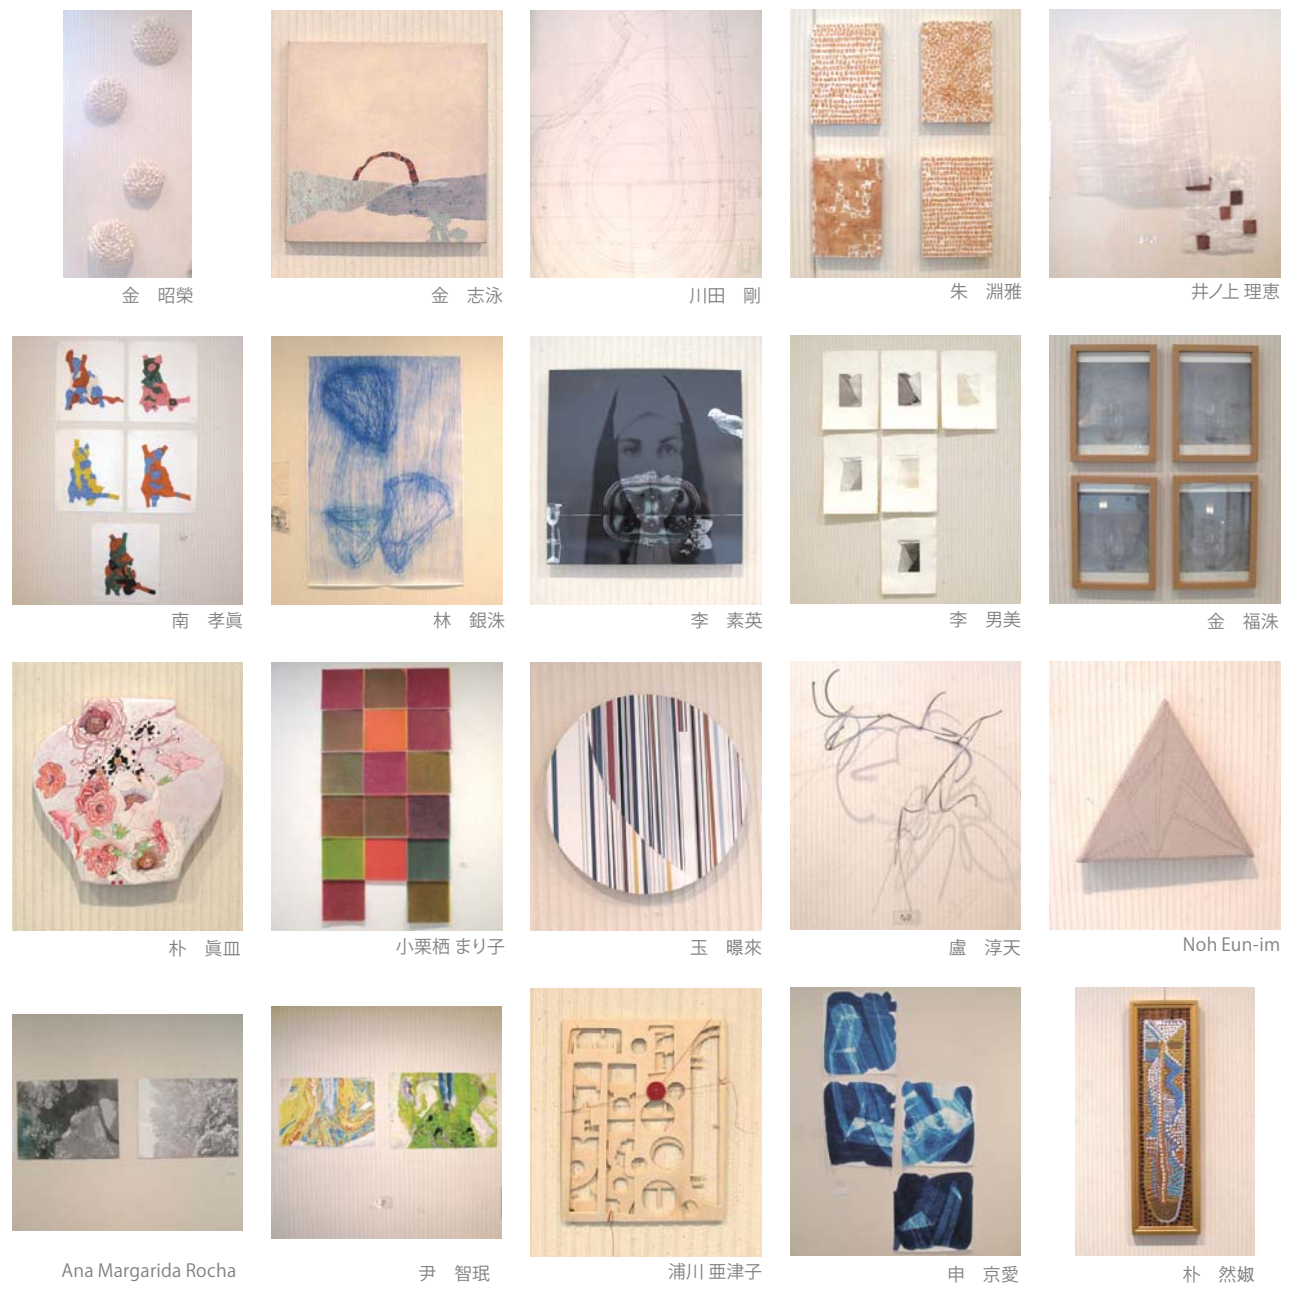 金　昭榮
金　志泳
川田　剛
朱　淵雅
井ノ上 理恵
南　孝眞
林　銀洙
李　素英
李　男美
金　福洙
朴　眞皿
小栗栖 まり子
玉　曝來
盧　淳天
Noh Eun-im
Ana Margarida Rocha
尹　智珉
浦川 亜津子
申　京愛
朴　然婌